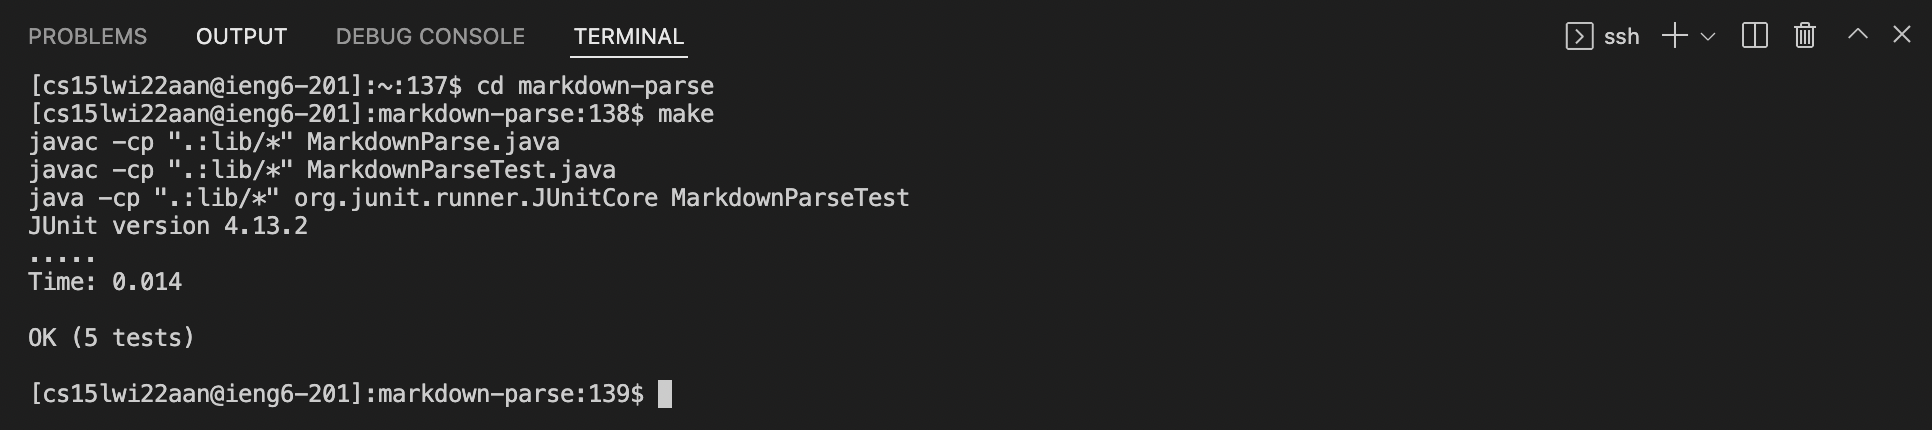 PROBLEMS OUTPUT DEBUG CONSOLE TERMINAL ssh
[cs15lwi22aan@ieng6-201]:~:137$ cd markdown-parse
[cs15lwi22aan@ieng6-201]:markdown-parse:138$ make
javac -cp ".:lib/*" MarkdownParse.java
javac -cp ".:lib/*" MarkdownParseTest.java
java -cp ".:lib/*" org.junit.runner.JUnitCore MarkdownParseTest
JUnit version 4.13.2
.....
Time: 0.014
OK (5 tests)
[cs15lwi22aan@ieng6-201]:markdown-parse:139$